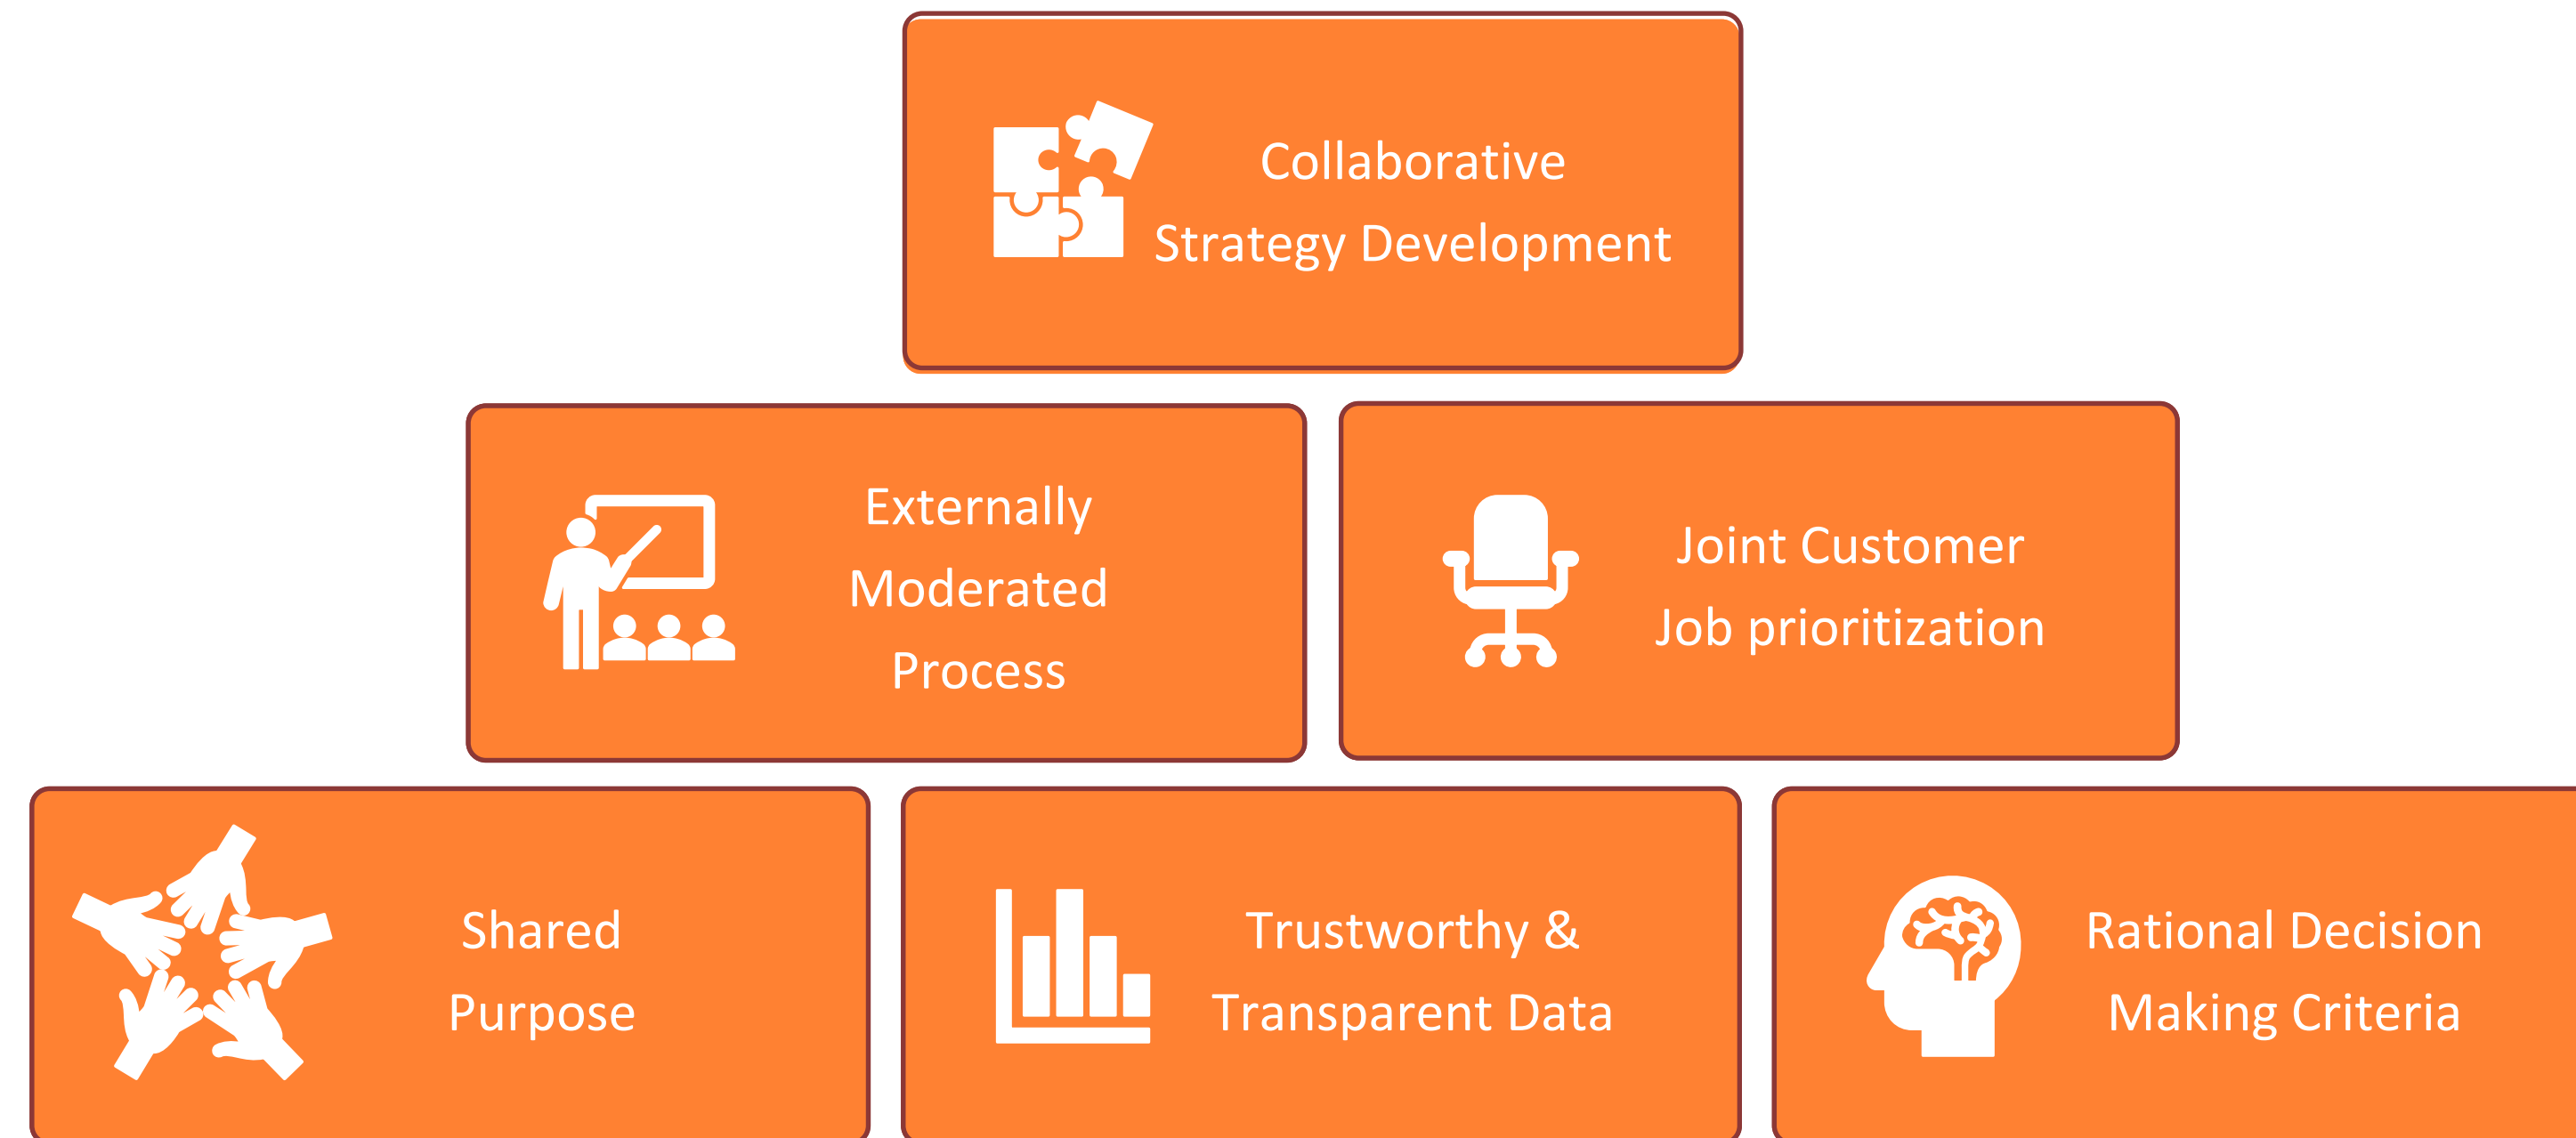 Collaborative
Strategy Development
Externally
Moderated
Process
Joint Customer
Job prioritization
Shared
Purpose
Trustworthy &
Transparent Data
Rational Decision
Making Criteria